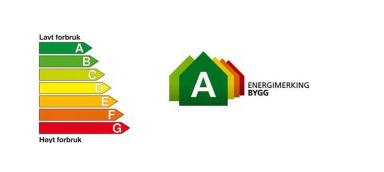 Lavt forbruk
A
B
C
D
E
F
G
Høyt forbruk
A
ENERGIMERKING
BYGG